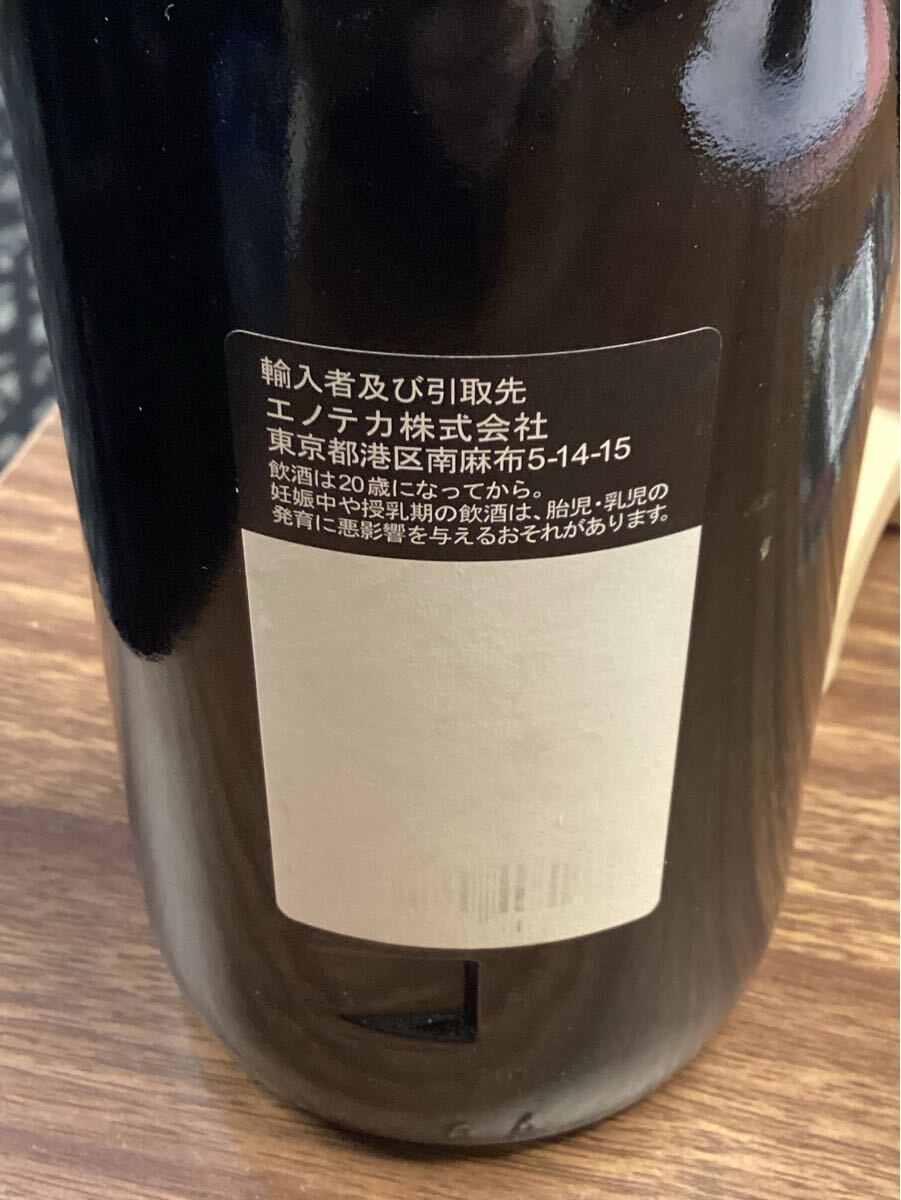 輸入者及び引取先
エノテカ株式会社
東京都港区南麻布5-14-15
飲酒は20歳になってから。
妊娠中や授乳期の飲酒は、胎児・乳児の
発育に悪影響を与えるおそれがあります。